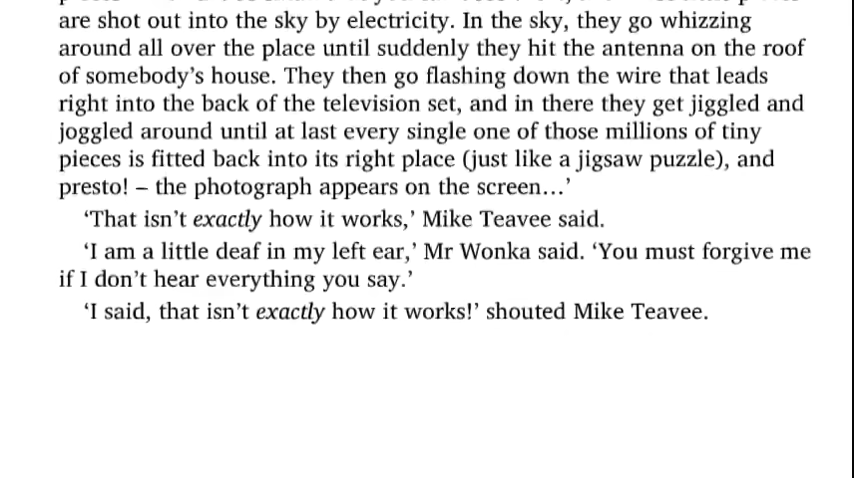 are shot out into the sky by electricity. In the sky, they go whizzing
around all over the place until suddenly they hit the antenna on the roof
of somebody’s house. They then go flashing down the wire that leads
right into the back of the television set, and in there they get jiggled and
joggled around until at last every single one of those millions of tiny
pieces is fitted back into its right place (just like a jigsaw puzzle), and
presto! – the photograph appears on the screen…’
‘That isn’t exactly how it works,’ Mike Teavee said.
‘I am a little deaf in my left ear,’ Mr Wonka said. ‘You must forgive me
if I don’t hear everything you say.’
‘I said, that isn’t exactly how it works!’ shouted Mike Teavee.